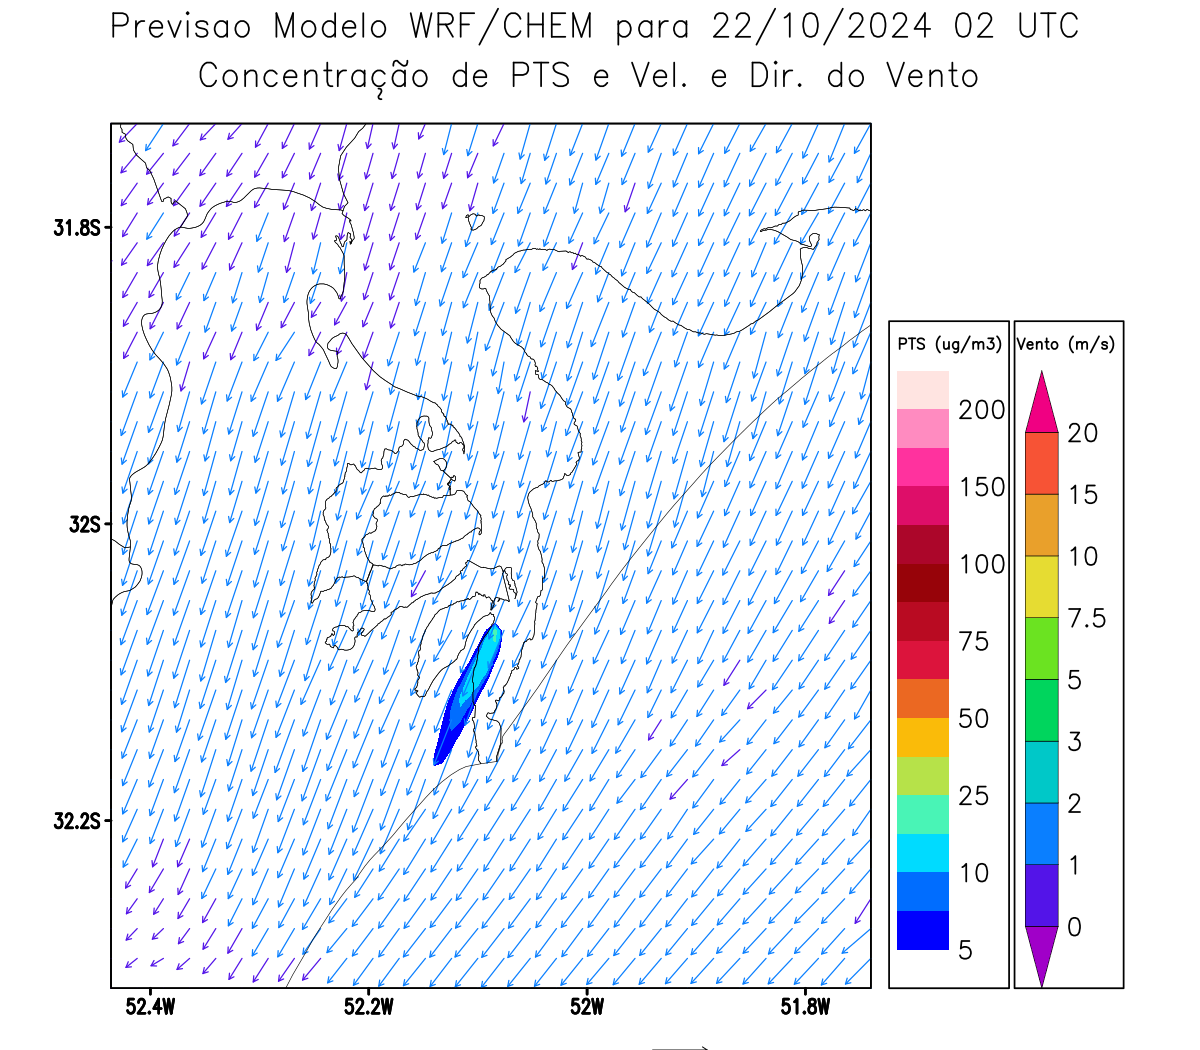 Previsao Modelo WRF/CHEM para 22/10/2024 02 UTC
Concentração de PTS e Vel. e Dir. do Vento
31.8S
32S
32.2S
52.4W 52.2W 52W 51.8W
PTS (ug/m3)
200
150
100
75
50
25
10
5
Vento (m/s)
20
15
10
7.5
5
3
2
1
0